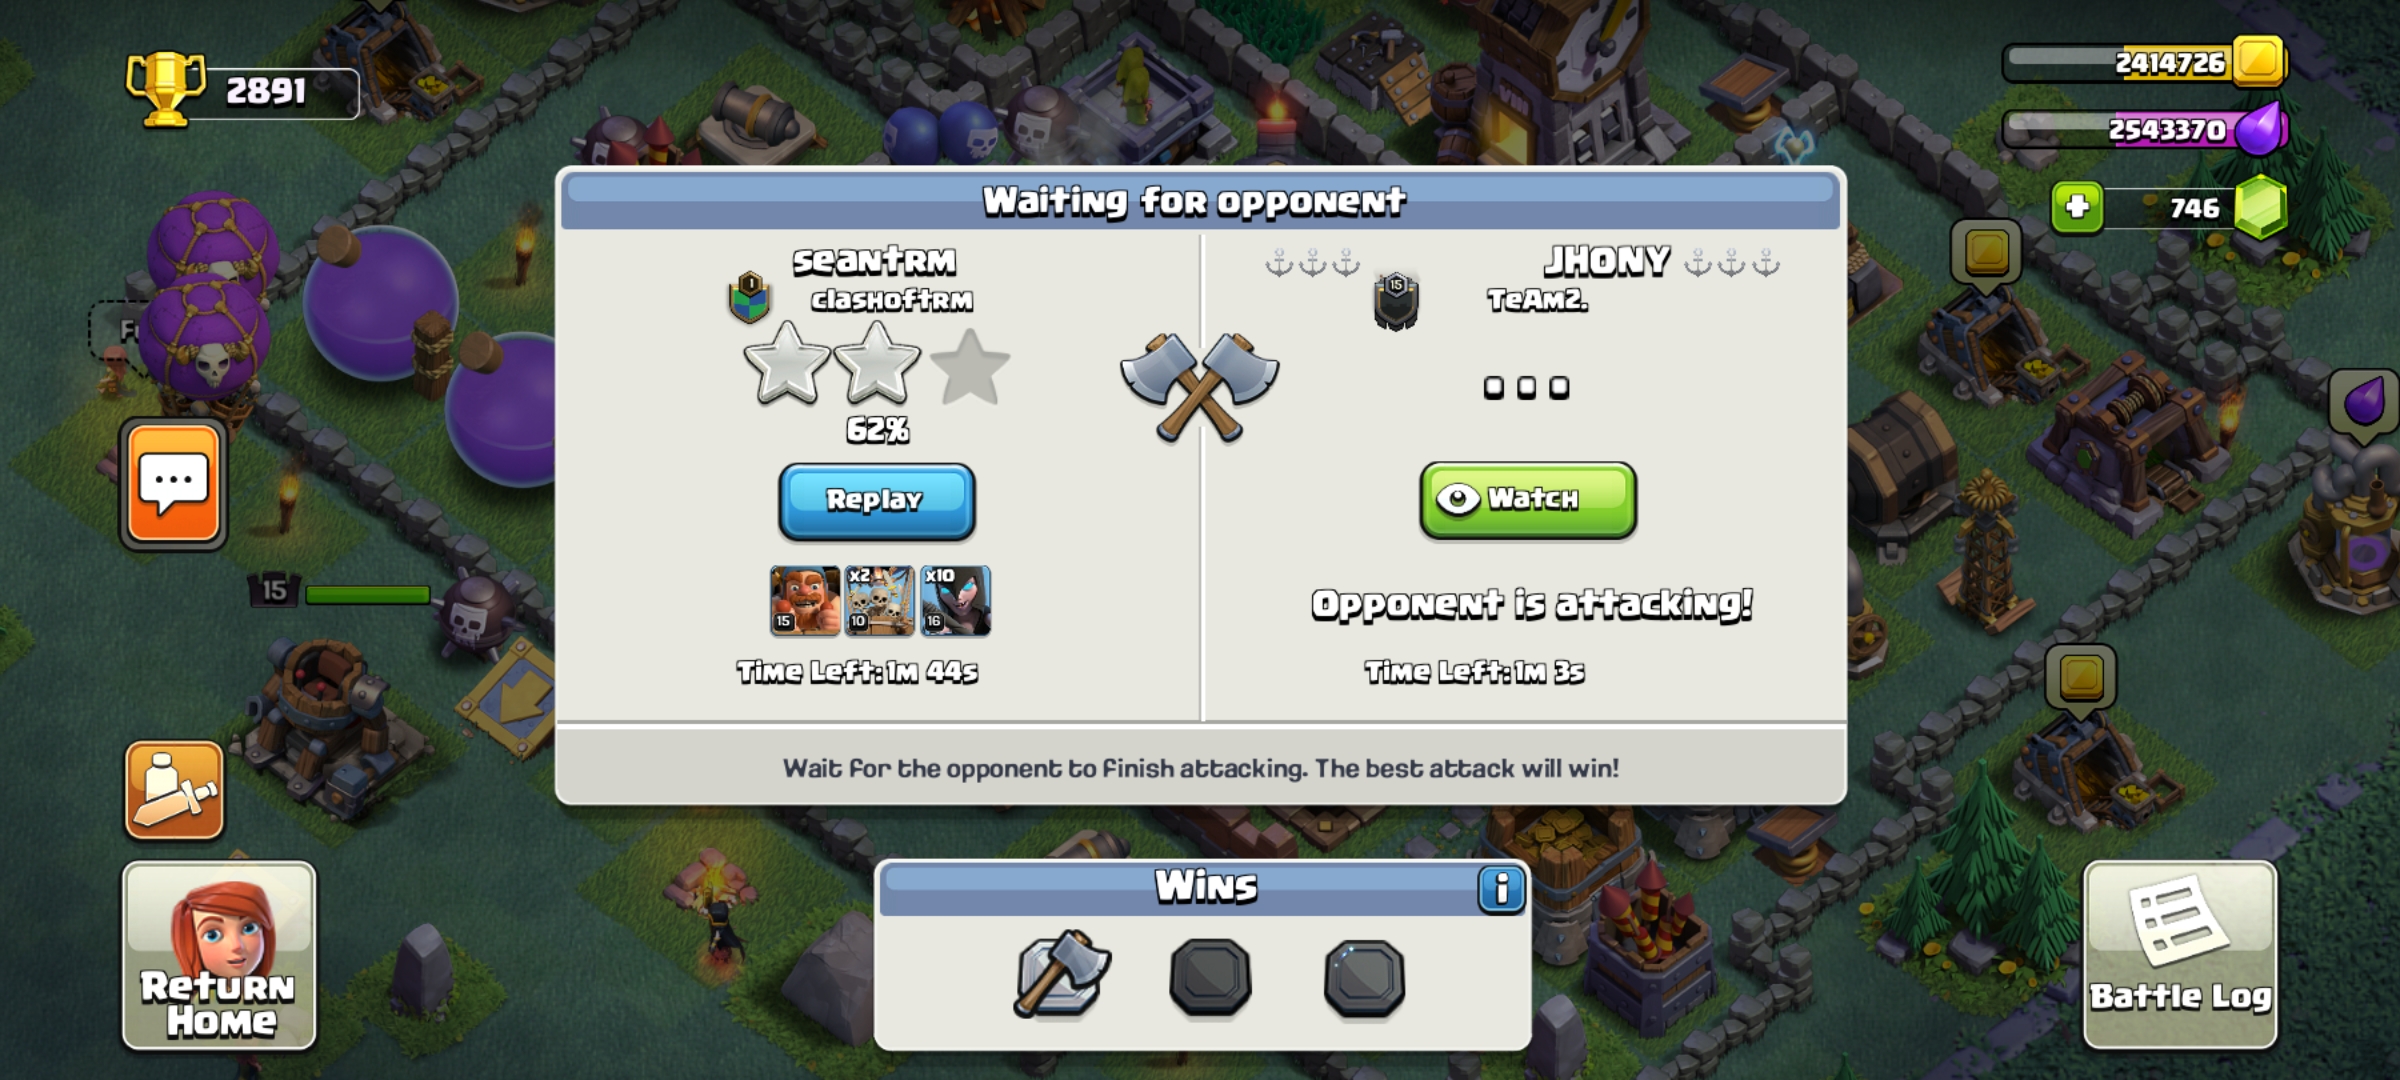 2891
2414726
2543370
746
Waiting for opponent
seantrm
1
clashoftrm
62%
Replay
x2
x10
15
10
16
Time Left:1m 44s
⚓⚓⚓ JHONY ⚓⚓⚓
15
TeAm2.
Watch
Opponent is attacking!
Time Left:1m 3s
Wait for the opponent to finish attacking. The best attack will win!
15
Wins
i
Return
Home
Battle Log
VIII